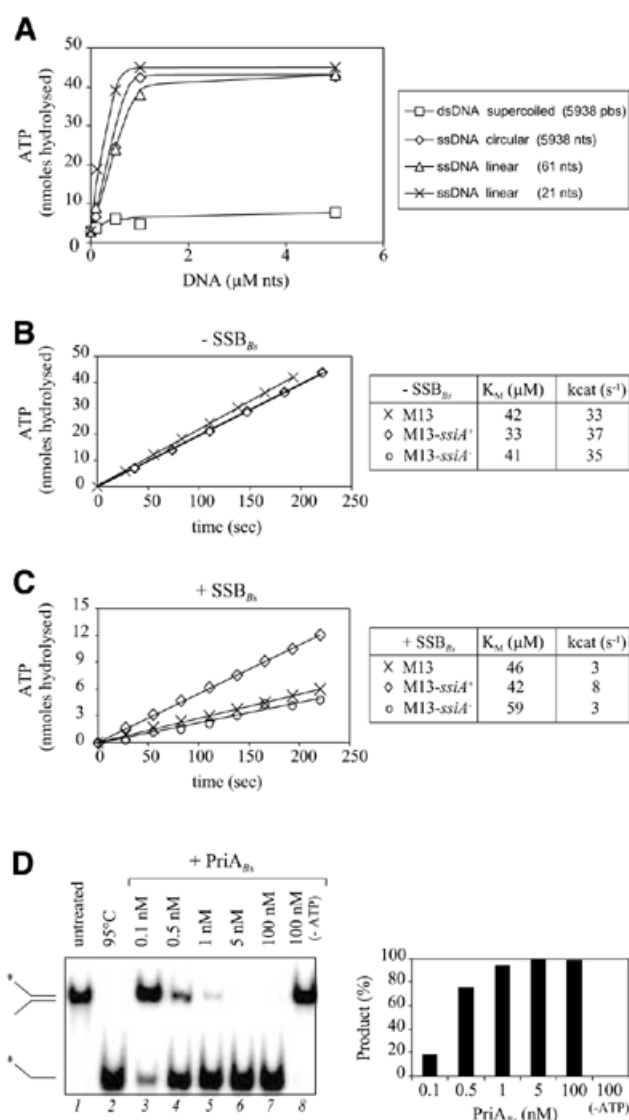 A
50
40
30
20
10
0
0 2 4 6
ATP
(nmoles hydrolysed)
DNA (µM nts)
dsDNA supercoiled (5938 pbs)
ssDNA circular (5938 nts)
ssDNA linear (61 nts)
ssDNA linear (21 nts)
B
- SSBBs
50
40
30
20
10
0
0 50 100 150 200 250
ATP
(nmoles hydrolysed)
time (sec)
- SSBBs KM (µM) kcat (s-1)
M13 42 33
M13-ssiA+ 33 37
M13-ssiA- 41 35
C
+ SSBBs
15
12
9
6
3
0
0 50 100 150 200 250
ATP
(nmoles hydrolysed)
time (sec)
+ SSBBs KM (µM) kcat (s-1)
M13 46 3
M13-ssiA+ 42 8
M13-ssiA- 59 3
D
+ PriABs
untreated
95°C
0.1 nM
0.5 nM
1 nM
5 nM
100 nM
100 nM
(- ATP)
*
*
1 2 3 4 5 6 7 8
100
80
60
40
20
0
Product (%)
0.1 0.5 1 5 100 100
(-ATP)